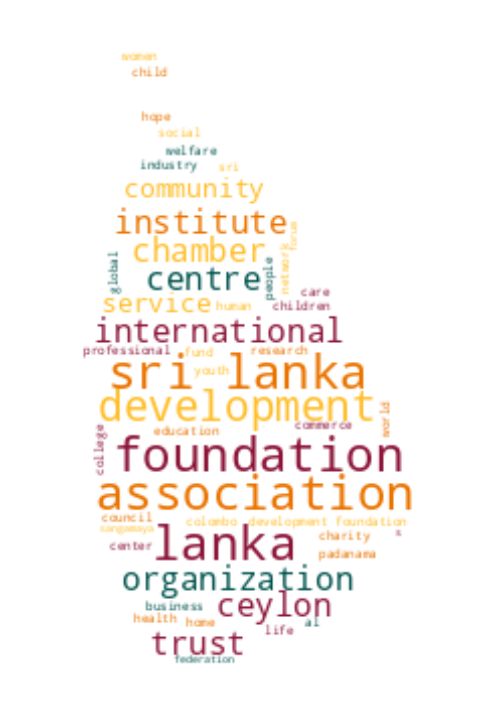 women
child
hope
social
welfare
industry sri
community
institute
forum
chamber
network
global
centre
people
care
service human children
international
professional fund research
sri lanka
youth
development
world
education commerce
college
foundation
association
council colombo development foundation
sangamaya
s
lanka charity
center
padanama
organization
business ceylon
health home al
life
trust
federation